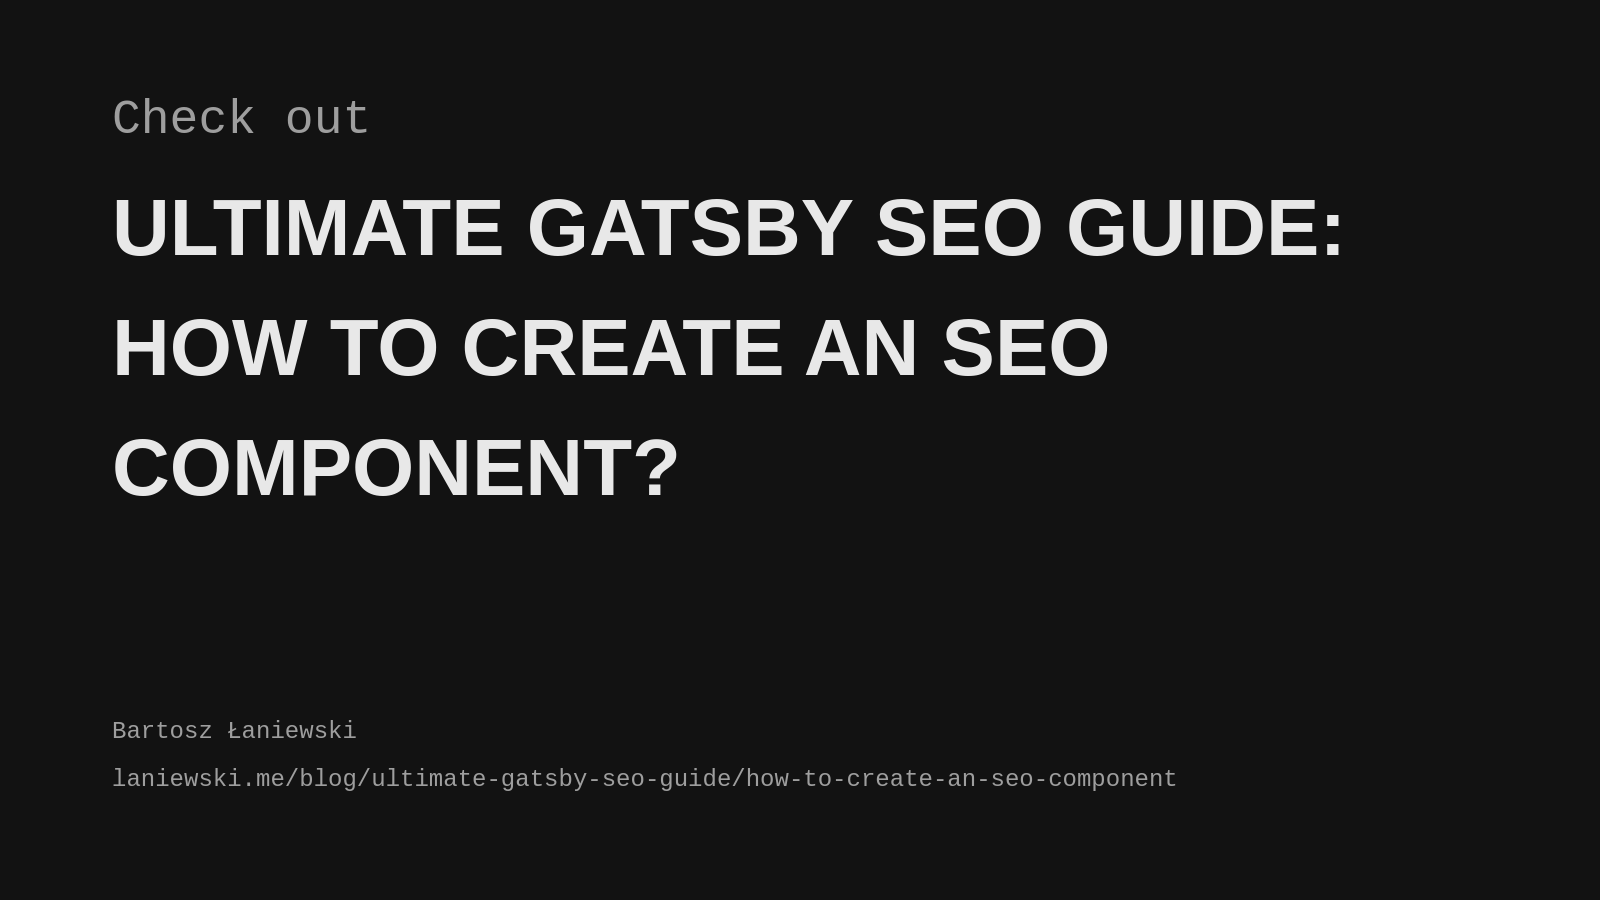 Check out
ULTIMATE GATSBY SEO GUIDE:
HOW TO CREATE AN SEO
COMPONENT?
Bartosz Łaniewski
laniewski.me/blog/ultimate-gatsby-seo-guide/how-to-create-an-seo-component